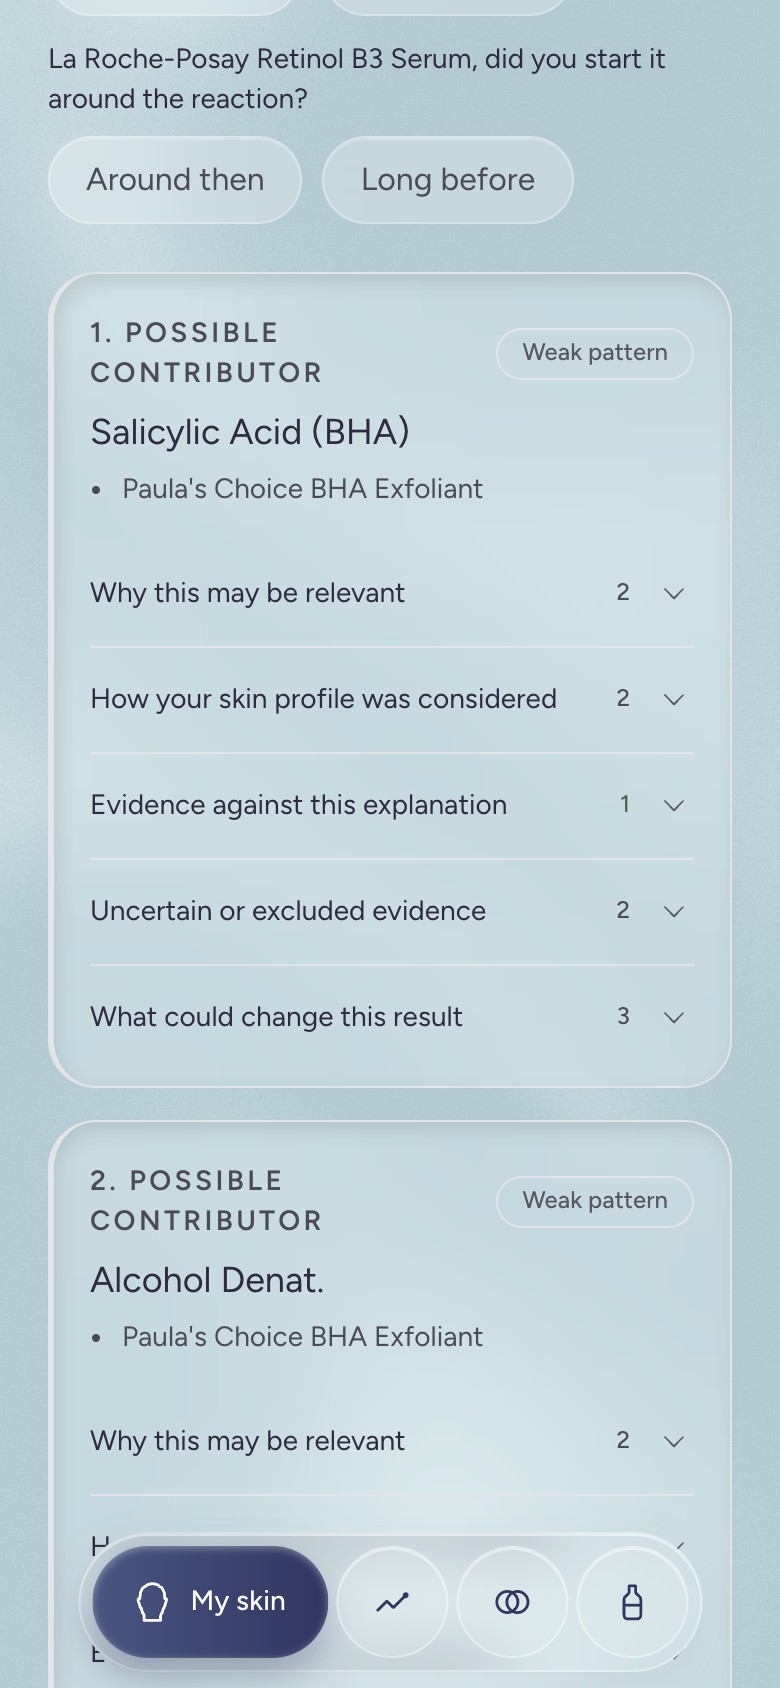 La Roche-Posay Retinol B3 Serum, did you start it
around the reaction?
Around then
Long before
1. POSSIBLE
CONTRIBUTOR
Weak pattern
Salicylic Acid (BHA)
• Paula's Choice BHA Exfoliant
Why this may be relevant 2
How your skin profile was considered 2
Evidence against this explanation 1
Uncertain or excluded evidence 2
What could change this result 3
2. POSSIBLE
CONTRIBUTOR
Weak pattern
Alcohol Denat.
• Paula's Choice BHA Exfoliant
Why this may be relevant 2
My skin